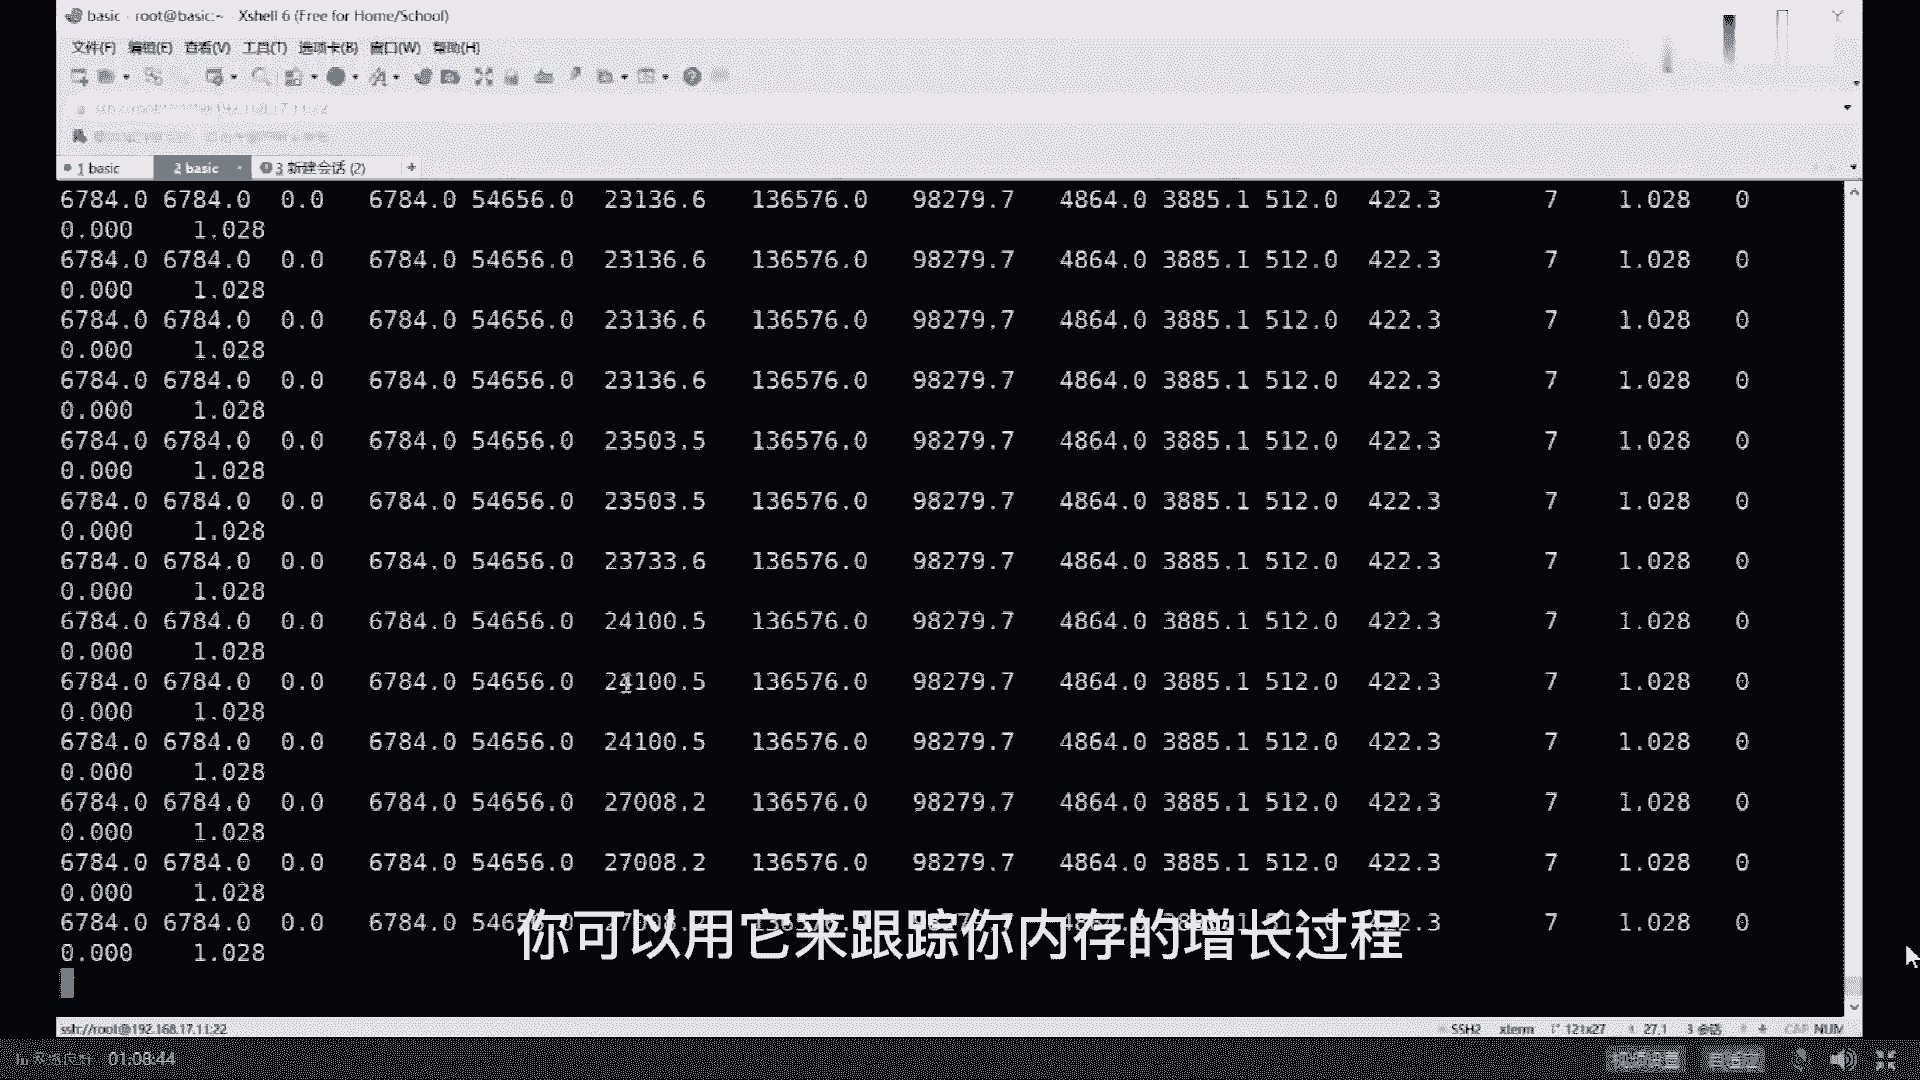 basic - root@basic:~ Xshell 6 (Free for Home/School)
文件(F) 编辑(E) 查看(V) 工具(T) 选项卡(B) 窗口(W) 帮助(H)
1 basic 2 basic 3 新建会话 (2) +
6784.0 6784.0 0.0 6784.0 54656.0 23136.6 136576.0 98279.7 4864.0 3885.1 512.0 422.3 7 1.028 0
0.000 1.028
6784.0 6784.0 0.0 6784.0 54656.0 23136.6 136576.0 98279.7 4864.0 3885.1 512.0 422.3 7 1.028 0
0.000 1.028
6784.0 6784.0 0.0 6784.0 54656.0 23136.6 136576.0 98279.7 4864.0 3885.1 512.0 422.3 7 1.028 0
0.000 1.028
6784.0 6784.0 0.0 6784.0 54656.0 23136.6 136576.0 98279.7 4864.0 3885.1 512.0 422.3 7 1.028 0
0.000 1.028
6784.0 6784.0 0.0 6784.0 54656.0 23503.5 136576.0 98279.7 4864.0 3885.1 512.0 422.3 7 1.028 0
0.000 1.028
6784.0 6784.0 0.0 6784.0 54656.0 23503.5 136576.0 98279.7 4864.0 3885.1 512.0 422.3 7 1.028 0
0.000 1.028
6784.0 6784.0 0.0 6784.0 54656.0 23733.6 136576.0 98279.7 4864.0 3885.1 512.0 422.3 7 1.028 0
0.000 1.028
6784.0 6784.0 0.0 6784.0 54656.0 24100.5 136576.0 98279.7 4864.0 3885.1 512.0 422.3 7 1.028 0
0.000 1.028
6784.0 6784.0 0.0 6784.0 54656.0 24100.5 136576.0 98279.7 4864.0 3885.1 512.0 422.3 7 1.028 0
0.000 1.028
6784.0 6784.0 0.0 6784.0 54656.0 24100.5 136576.0 98279.7 4864.0 3885.1 512.0 422.3 7 1.028 0
0.000 1.028
6784.0 6784.0 0.0 6784.0 54656.0 27008.2 136576.0 98279.7 4864.0 3885.1 512.0 422.3 7 1.028 0
0.000 1.028
6784.0 6784.0 0.0 6784.0 54656.0 27008.2 136576.0 98279.7 4864.0 3885.1 512.0 422.3 7 1.028 0
0.000 1.028
6784.0 6784.0 0.0 6784.0 7 1.028 0
0.000 1.028
你可以用它来跟踪你内存的增长过程
ssh://root@192.168.17.11:22 SSH2 xterm 121x27 27,1 3 会话 CAP NUM
01:08:44 视频设置